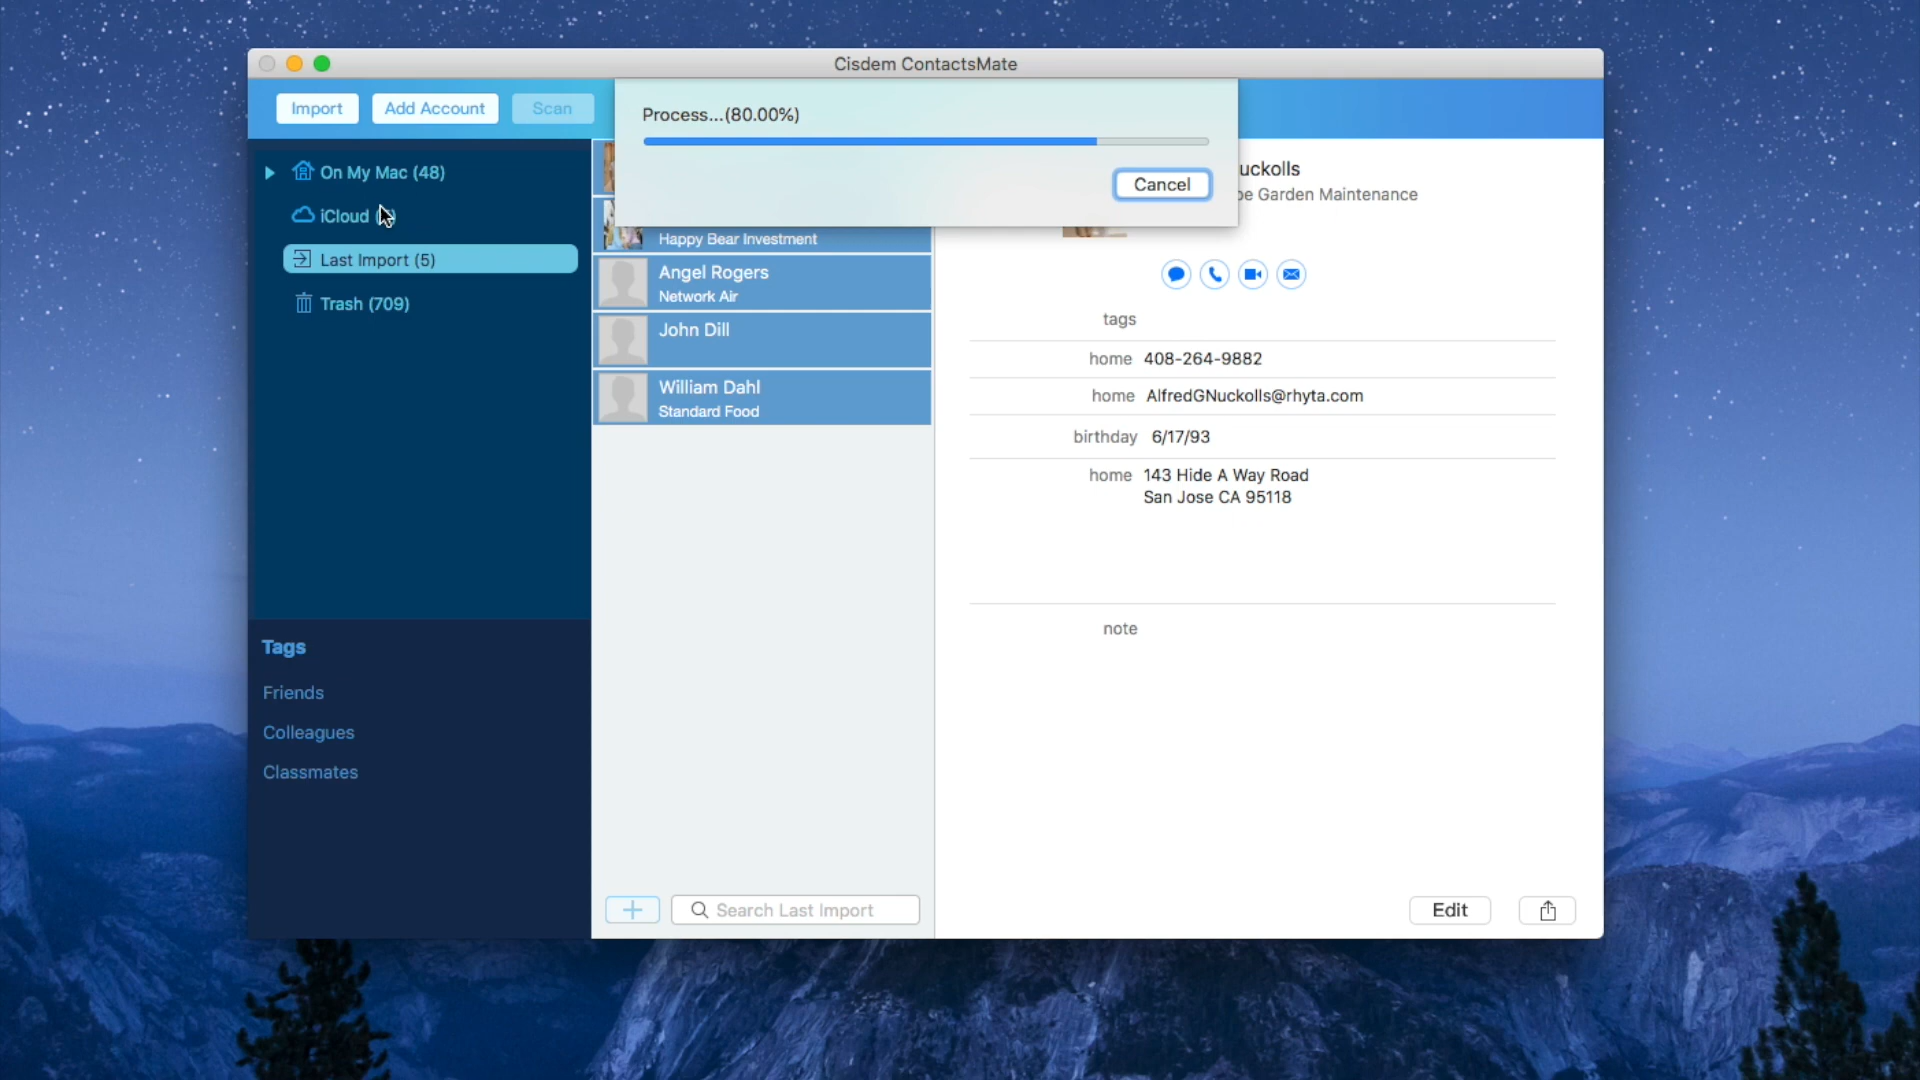 Cisdem ContactsMate
Import
Add Account
Scan
Process...(80.00%)
Cancel
On My Mac (48)
iCloud
Last Import (5)
Trash (709)
Tags
Friends
Colleagues
Classmates
Happy Bear Investment
Angel Rogers
Network Air
John Dill
William Dahl
Standard Food
Search Last Import
uckolls
be Garden Maintenance
tags
home 408-264-9882
home AlfredGNuckolls@rhyta.com
birthday 6/17/93
home 143 Hide A Way Road
San Jose CA 95118
note
Edit